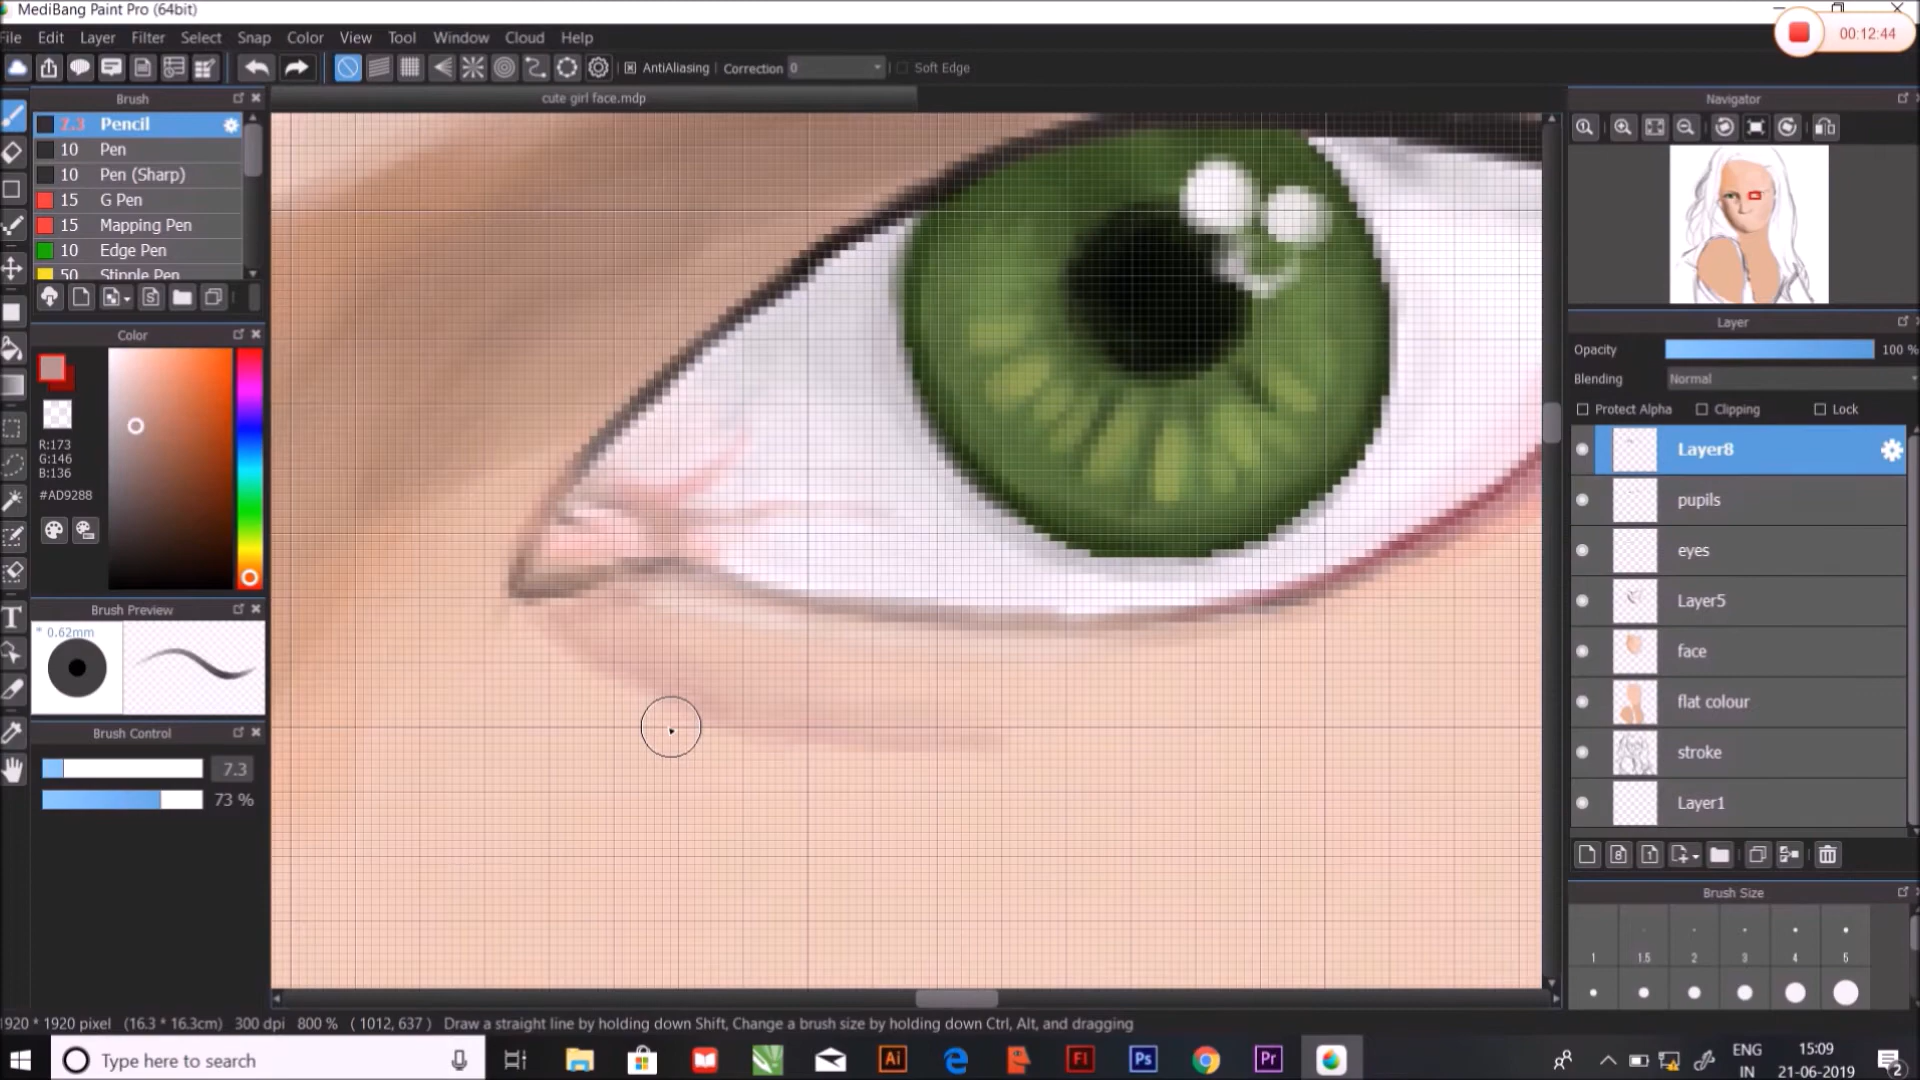 MediBang Paint Pro (64bit)
00:12:44
File Edit Layer Filter Select Snap Color View Tool Window Cloud Help
AntiAliasing Correction 0 Soft Edge
Brush
cute girl face.mdp
Navigator
7.3 Pencil
10 Pen
10 Pen (Sharp)
15 G Pen
15 Mapping Pen
10 Edge Pen
50 Stipple Pen
Color
R:173
G:146
B:136
#AD9288
Brush Preview
* 0.62mm
Brush Control
7.3
73 %
Layer
Opacity 100 %
Blending Normal
Protect Alpha Clipping Lock
Layer8
pupils
eyes
Layer5
face
flat colour
stroke
Layer1
Brush Size
1 1.5 2 3 4 5
1920 * 1920 pixel (16.3 * 16.3cm) 300 dpi 800 % ( 1012, 637 ) Draw a straight line by holding down Shift, Change a brush size by holding down Ctrl, Alt, and dragging
Type here to search
Ai
Fl
Ps
Pr
ENG
IN
15:09
21-06-2019
2